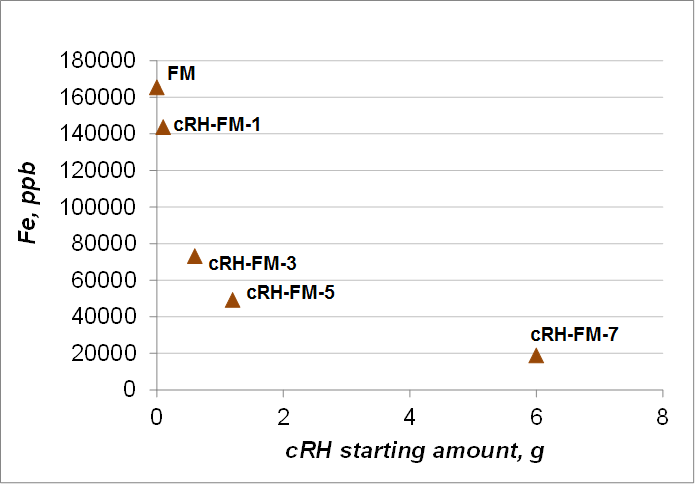 180000
FM
160000
cRH-FM-1
140000
120000
Fe, ppb
100000
80000
cRH-FM-3
60000
cRH-FM-5
40000
cRH-FM-7
20000
0
0 2 4 6 8
cRH starting amount, g